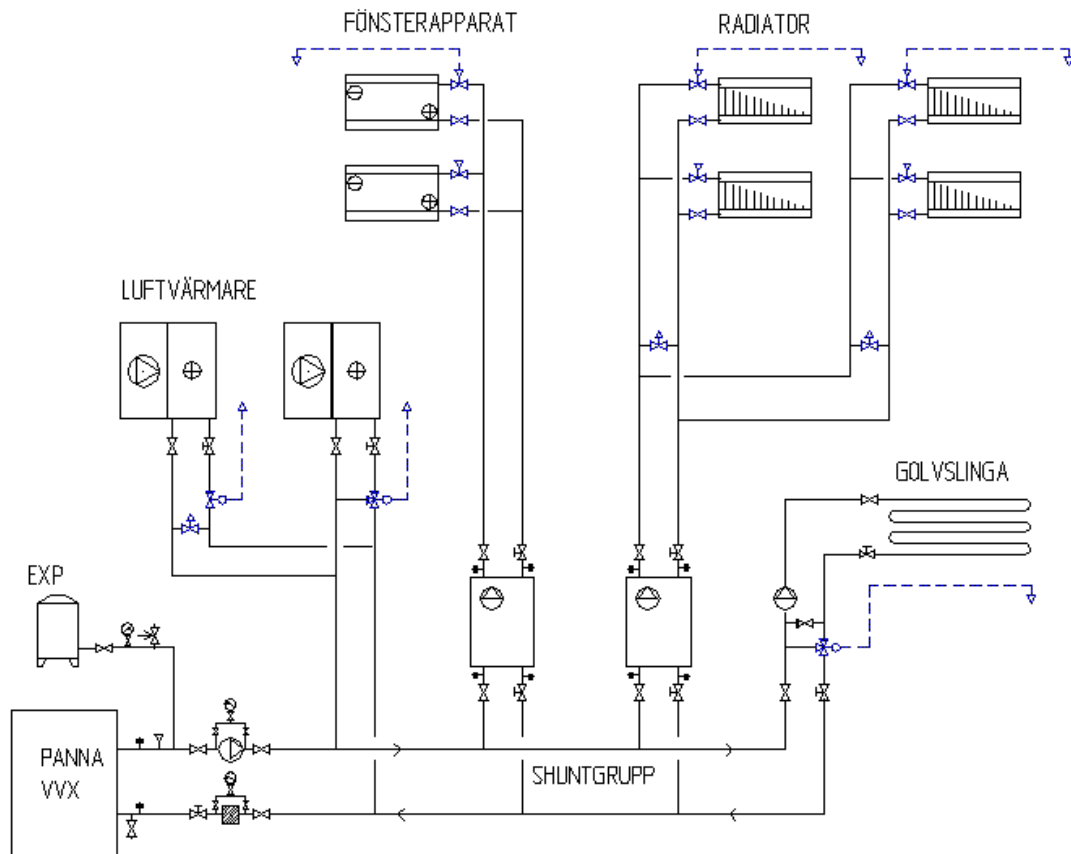 FÖNSTERAPPARAT
RADIATOR
LUFTVÄRMARE
GOLVSLINGA
EXP
PANNA
VVX
SHUNTGRUPP